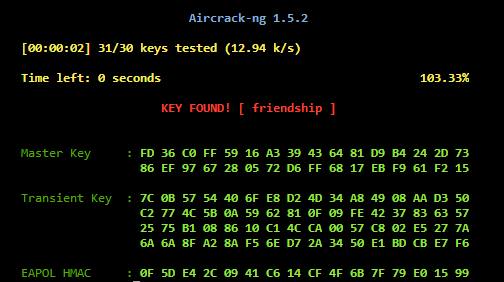 Aircrack-ng 1.5.2
[00:00:02] 31/30 keys tested (12.94 k/s)
Time left: 0 seconds 103.33%
KEY FOUND! [ friendship ]
Master Key : FD 36 C0 FF 59 16 A3 39 43 64 81 D9 B4 24 2D 73
86 EF 97 67 28 05 72 D6 FF 68 17 EB F9 61 F2 15
Transient Key : 7C 0B 57 54 40 6F E8 D2 4D 34 A8 49 08 AA D3 50
C2 77 4C 5B 0A 59 62 81 0F 09 FE 42 37 83 63 57
25 75 B1 08 86 10 C1 4C CA 00 57 C8 02 E5 27 7A
6A 6A 8F A2 8A F5 6E D7 2A 34 50 E1 BD CB E7 F6
EAPOL HMAC : 0F 5D E4 2C 09 41 C6 14 CF 4F 6B 7F 79 E0 15 99